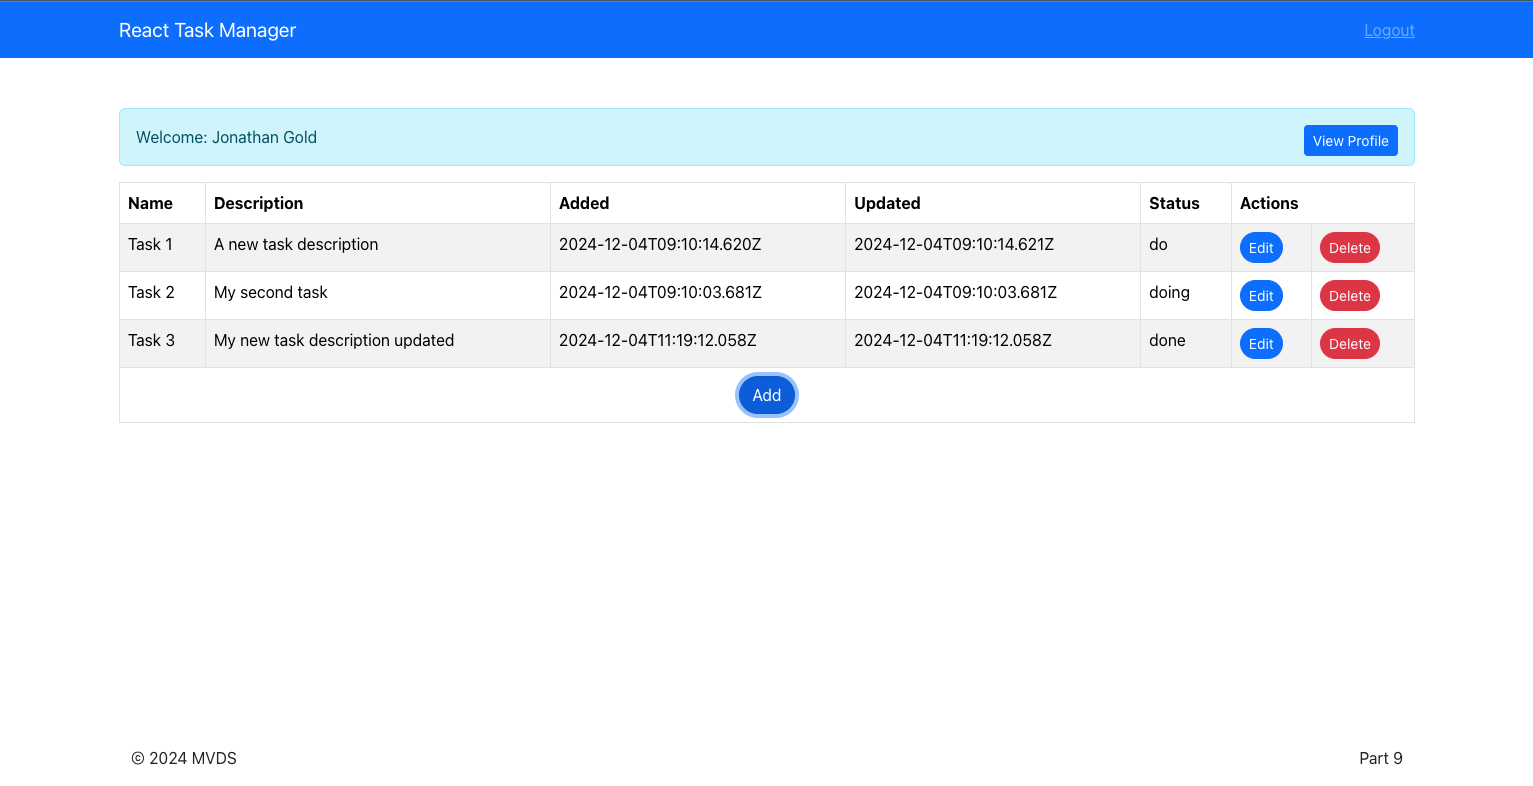 React Task Manager Logout
Welcome: Jonathan Gold View Profile
Name Description Added Updated Status Actions
Task 1 A new task description 2024-12-04T09:10:14.620Z 2024-12-04T09:10:14.621Z do Edit Delete
Task 2 My second task 2024-12-04T09:10:03.681Z 2024-12-04T09:10:03.681Z doing Edit Delete
Task 3 My new task description updated 2024-12-04T11:19:12.058Z 2024-12-04T11:19:12.058Z done Edit Delete
Add
© 2024 MVDS Part 9